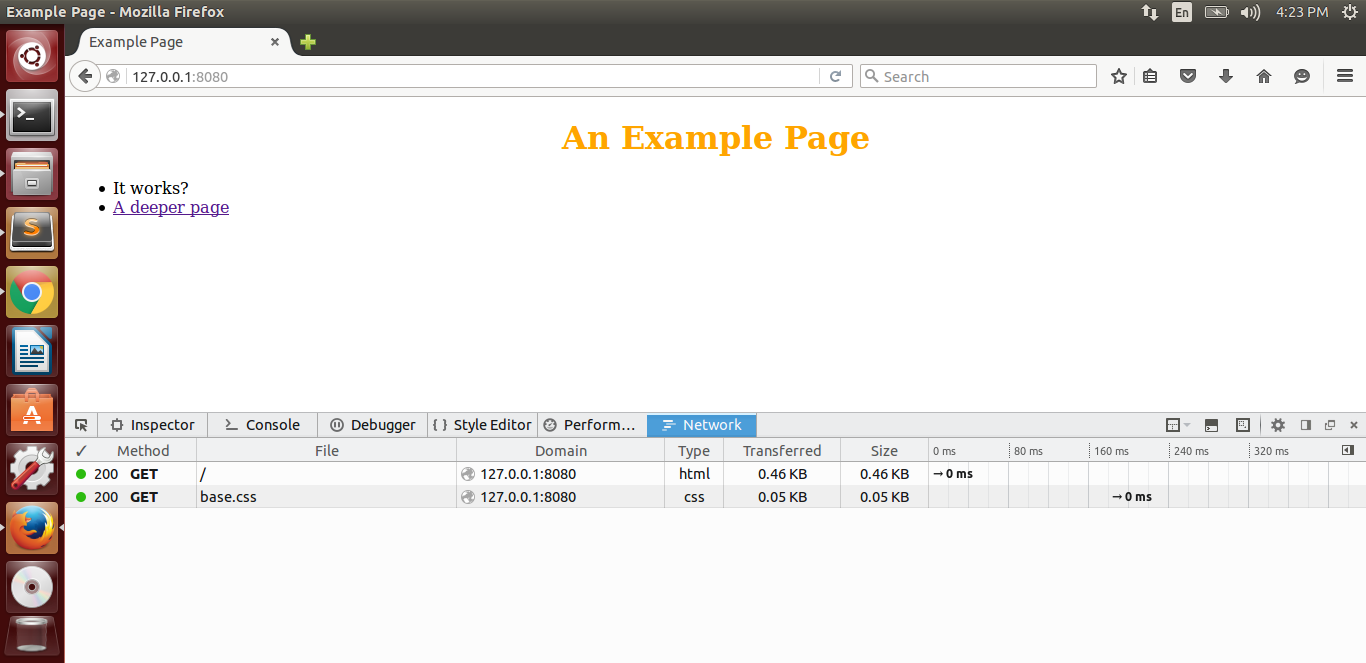 Example Page - Mozilla Firefox
En
4:23 PM
Example Page
127.0.0.1:8080
Search
An Example Page
It works?
A deeper page
Inspector
Console
Debugger
{ } Style Editor
Perform...
Network
✓ Method File Domain Type Transferred Size 0 ms 80 ms 160 ms 240 ms 320 ms
200 GET / 127.0.0.1:8080 html 0.46 KB 0.46 KB → 0 ms
200 GET base.css 127.0.0.1:8080 css 0.05 KB 0.05 KB → 0 ms